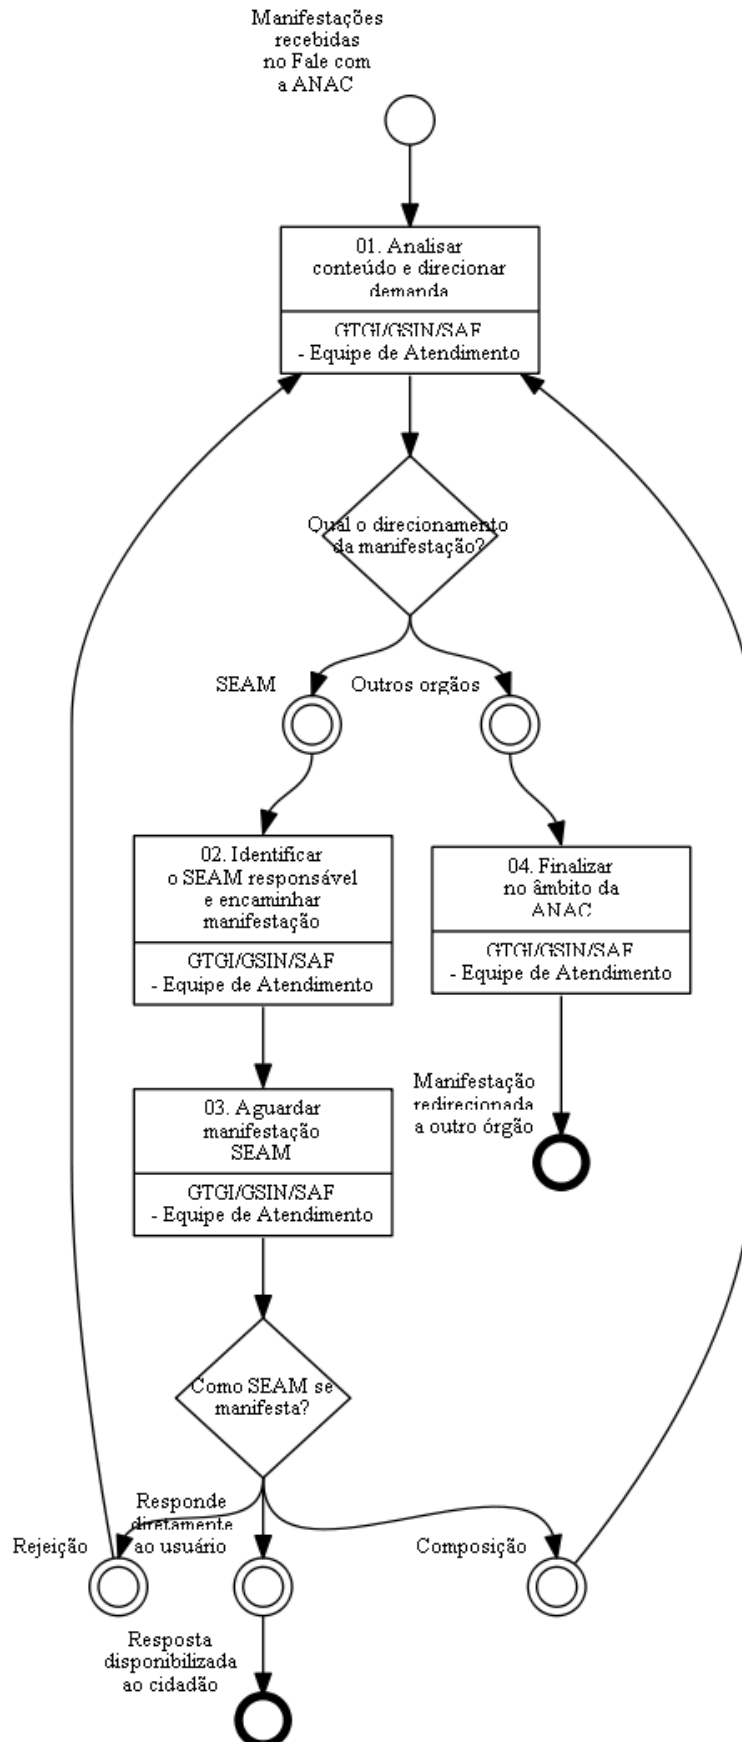 Manifestações
recebidas
no Fale com
a ANAC
01. Analisar
conteúdo e direcionar
demanda
GTGI/GSIN/SAF
- Equipe de Atendimento
Qual o direcionamento
da manifestação?
SEAM
Outros orgãos
02. Identificar
o SEAM responsável
e encaminhar
manifestação
GTGI/GSIN/SAF
- Equipe de Atendimento
04. Finalizar
no âmbito da
ANAC
GTGI/GSIN/SAF
- Equipe de Atendimento
03. Aguardar
manifestação
SEAM
GTGI/GSIN/SAF
- Equipe de Atendimento
Manifestação
redirecionada
a outro órgão
Como SEAM se
manifesta?
Rejeição
Responde
diretamente
ao usuário
Composição
Resposta
disponibilizada
ao cidadão